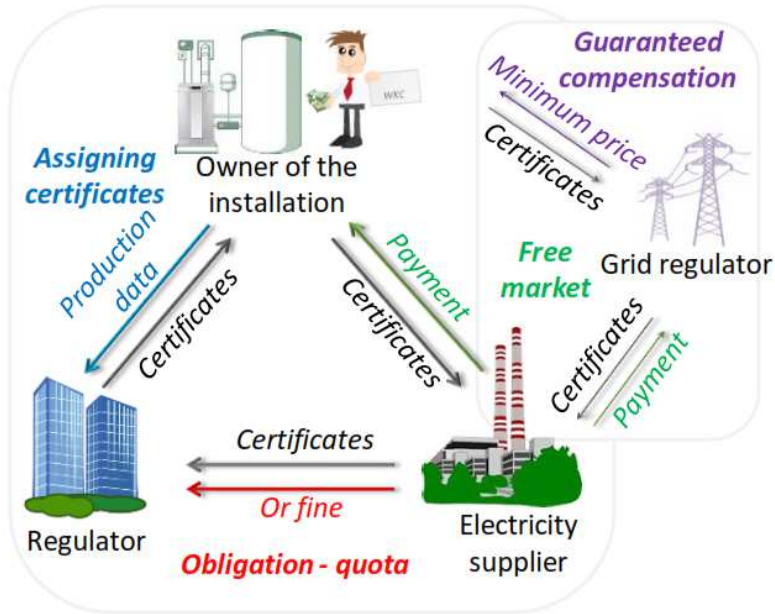 Guaranteed
compensation
Minimum price
Certificates
WKC
Assigning
certificates
Owner of the
installation
Grid regulator
Production
data
Certificates
Payment
Certificates
Free
market
Certificates
Payment
Certificates
Or fine
Regulator
Electricity
supplier
Obligation - quota